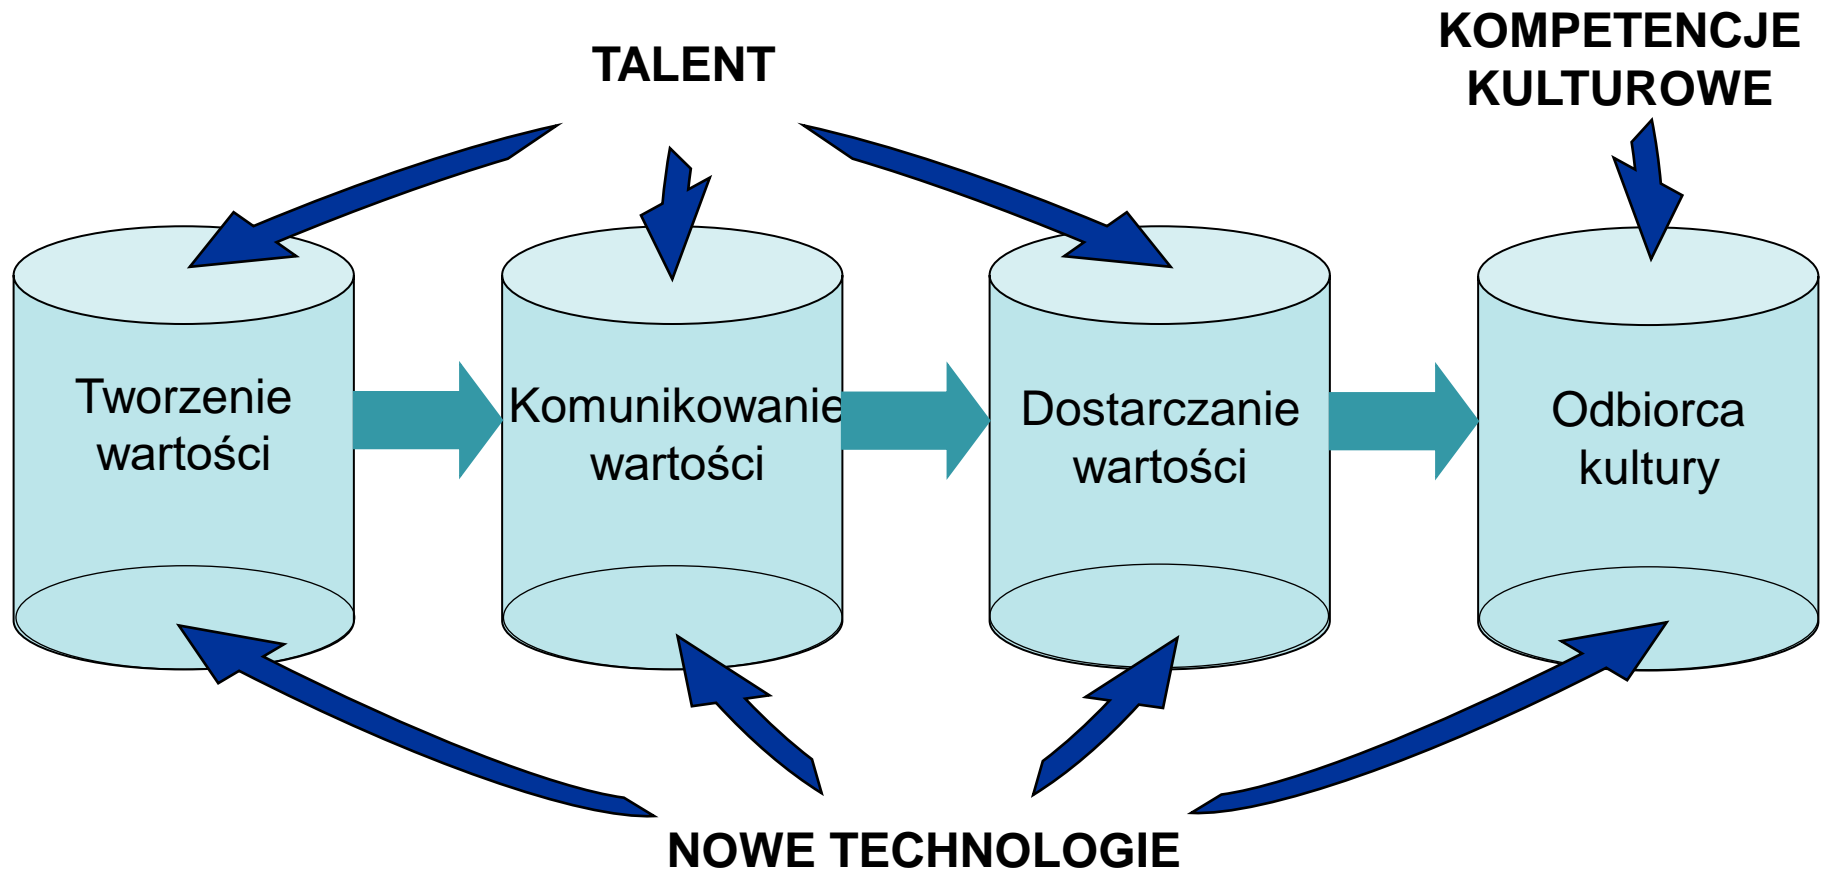 TALENT
KOMPETENCJE
KULTUROWE
Tworzenie
wartości
Komunikowanie
wartości
Dostarczanie
wartości
Odbiorca
kultury
NOWE TECHNOLOGIE